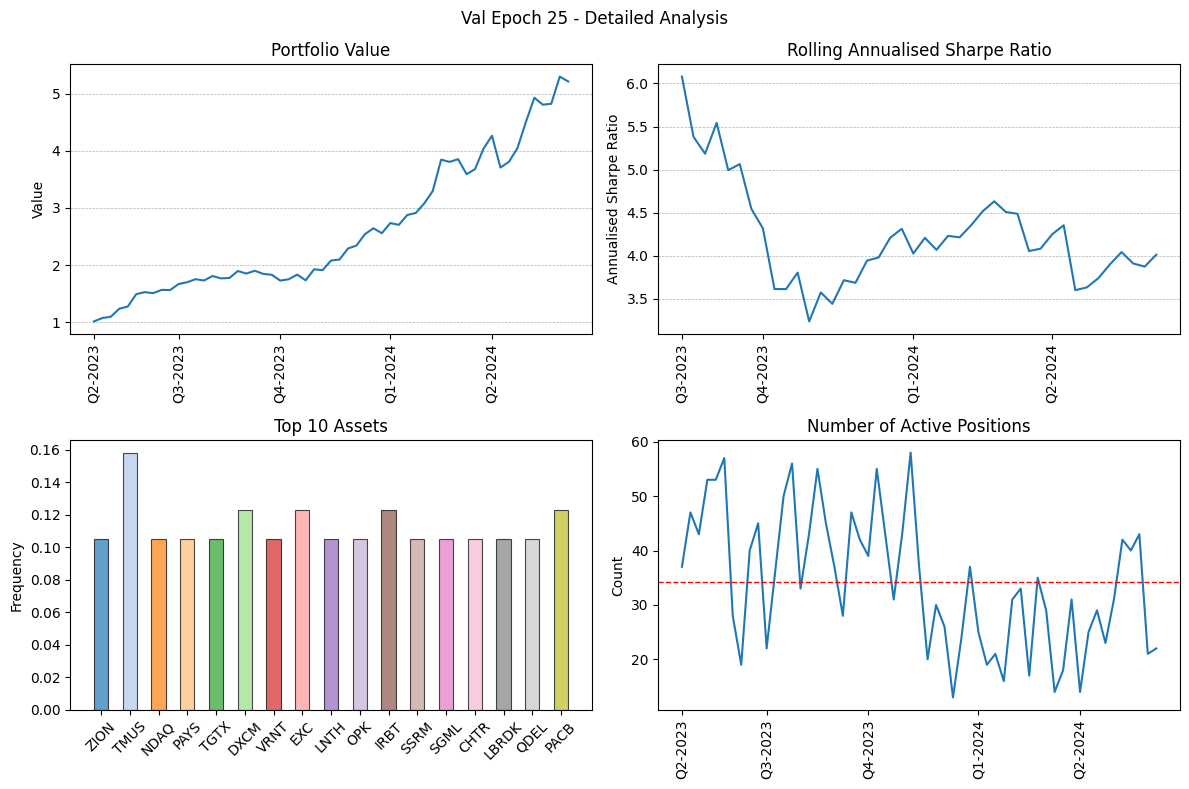 Val Epoch 25 - Detailed Analysis
Portfolio Value
Value
5
4
3
2
1
Q2-2023
Q3-2023
Q4-2023
Q1-2024
Q2-2024
Rolling Annualised Sharpe Ratio
Annualised Sharpe Ratio
6.0
5.5
5.0
4.5
4.0
3.5
Q3-2023
Q4-2023
Q1-2024
Q2-2024
Top 10 Assets
Frequency
0.16
0.14
0.12
0.10
0.08
0.06
0.04
0.02
0.00
ZION
TMUS
NDAQ
PAYS
TGTX
DXCM
VRNT
EXC
LNTH
OPK
IRBT
SSRM
SGML
CHTR
LBRDK
QDEL
PACB
Number of Active Positions
Count
60
50
40
30
20
Q2-2023
Q3-2023
Q4-2023
Q1-2024
Q2-2024